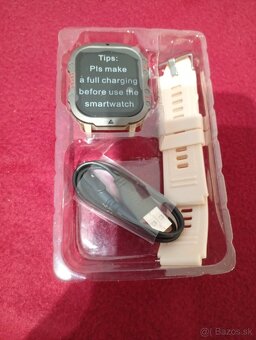 Tips:
Pls make
a full charging
before use the
smartwatch
Bazos.sk